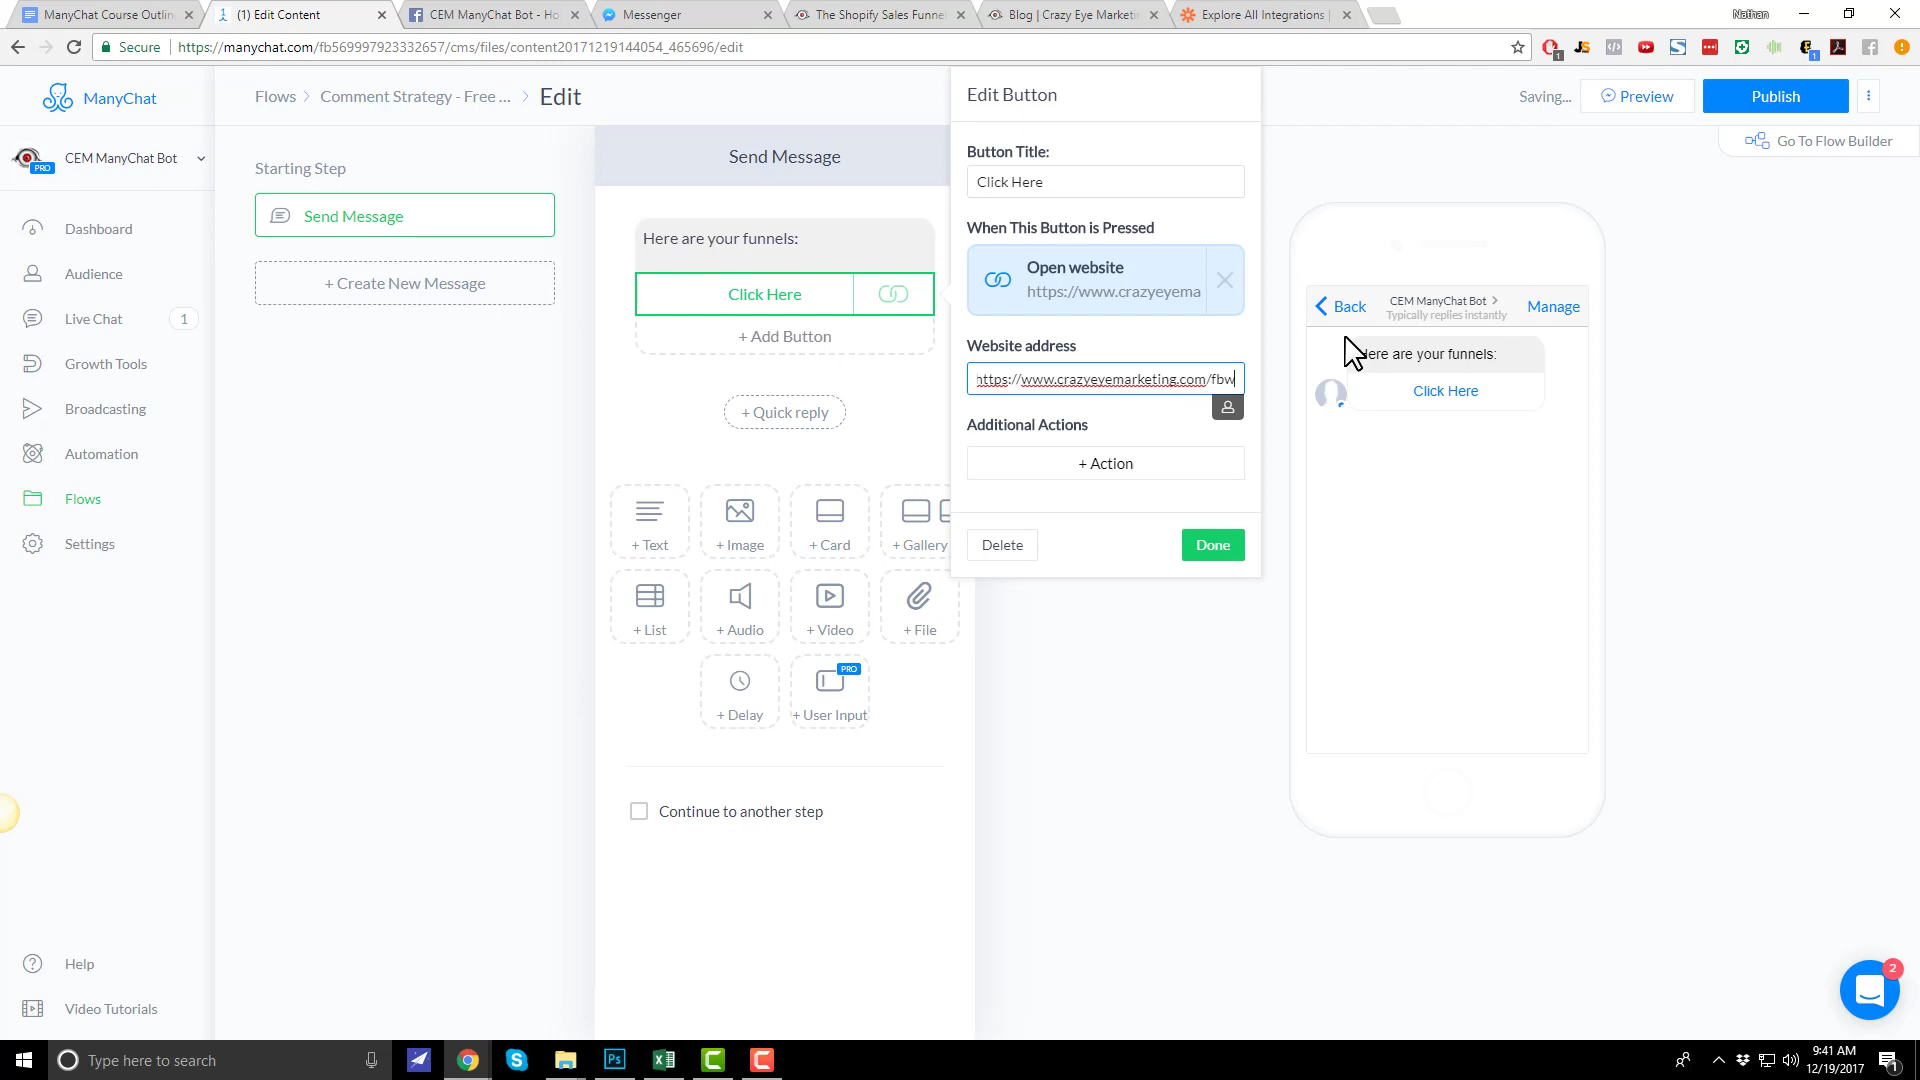 ManyChat Course Outlin
(1) Edit Content
CEM ManyChat Bot - Ho
Messenger
The Shopify Sales Funne
Blog | Crazy Eye Marketi
Explore All Integrations |
Nathan
Secure
https://manychat.com/fb569997923332657/cms/files/content20171219144054_465696/edit
ManyChat
Flows
Comment Strategy - Free ...
Edit
Edit Button
Saving...
Preview
Publish
Go To Flow Builder
CEM ManyChat Bot
PRO
Dashboard
Audience
Live Chat
1
Growth Tools
Broadcasting
Automation
Flows
Settings
Help
Video Tutorials
Starting Step
Send Message
+ Create New Message
Send Message
Here are your funnels:
Click Here
+ Add Button
+ Quick reply
+ Text
+ Image
+ Card
+ Gallery
+ List
+ Audio
+ Video
+ File
+ Delay
PRO
+ User Input
Continue to another step
Button Title:
Click Here
When This Button is Pressed
Open website
https://www.crazyeyema
Website address
https://www.crazyeyemarketing.com/fbw
Additional Actions
+ Action
Delete
Done
Back
CEM ManyChat Bot
Typically replies instantly
Manage
Here are your funnels:
Click Here
2
Type here to search
9:41 AM
12/19/2017
1